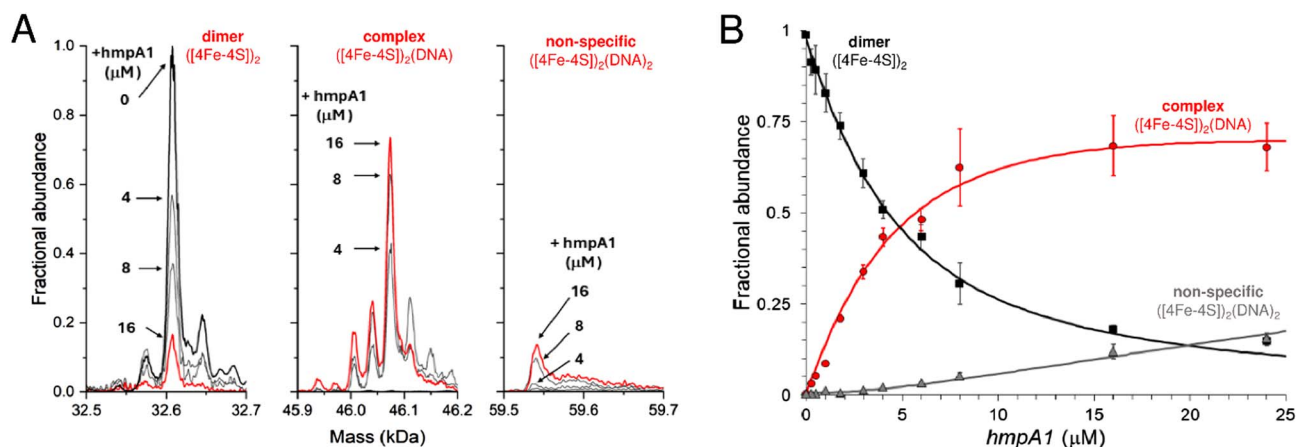 A
+hmpA1
(μM)
0
4
8
16
dimer
([4Fe-4S])₂
+ hmpA1
(μM)
16
8
4
complex
([4Fe-4S])₂(DNA)
non-specific
([4Fe-4S])₂(DNA)₂
+ hmpA1
(μM)
16
8
4
Fractional abundance
1.0
0.8
0.6
0.4
0.2
0.0
32.5
32.6
32.7
45.9
46.0
46.1
46.2
59.5
59.6
59.7
Mass (kDa)
B
dimer
([4Fe-4S])₂
complex
([4Fe-4S])₂(DNA)
non-specific
([4Fe-4S])₂(DNA)₂
Fractional abundance
1
0.75
0.5
0.25
0
0
5
10
15
20
25
hmpA1 (μM)